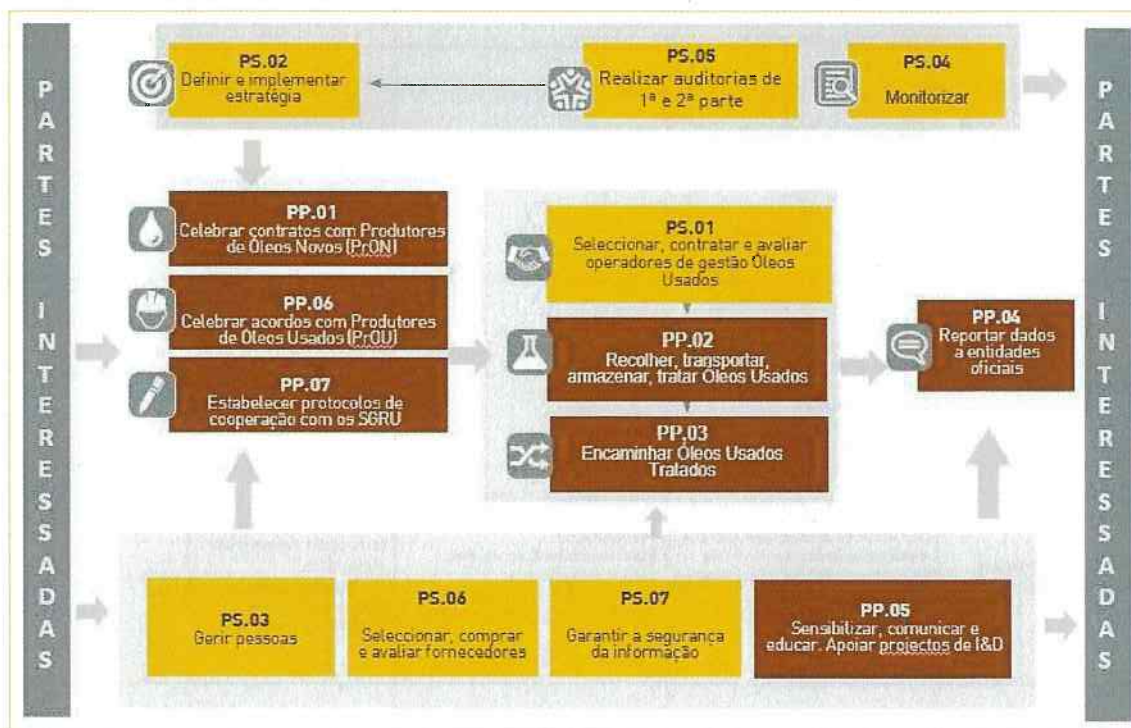 PARTES INTERESSADAS
PS.02
Definir e implementar
estratégia
PS.05
Realizar auditorias de
1ª e 2ª parte
PS.04
Monitorizar
PP.01
Celebrar contratos com Produtores
de Óleos Novos (PrON)
PP.06
Celebrar acordos com Produtores
de Óleos Usados (PrOU)
PP.07
Estabelecer protocolos de
cooperação com os SGRU
PS.01
Seleccionar, contratar e avaliar
operadores de gestão Óleos
Usados
PP.02
Recolher, transportar,
armazenar, tratar Óleos Usados
PP.03
Encaminhar Óleos Usados
Tratados
PP.04
Reportar dados
a entidades
oficiais
PS.03
Gerir pessoas
PS.06
Seleccionar, comprar
e avaliar fornecedores
PS.07
Garantir a segurança
da informação
PP.05
Sensibilizar, comunicar e
educar. Apoiar projectos de I&D
PARTES INTERESSADAS